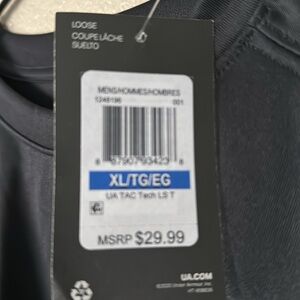 LOOSE
COUPE LÂCHE
SUELTO
MENS/HOMMES/HOMBRES
1248196 001
XL/TG/EG
UA TAC Tech LS T
MSRP $29.99
UA.COM